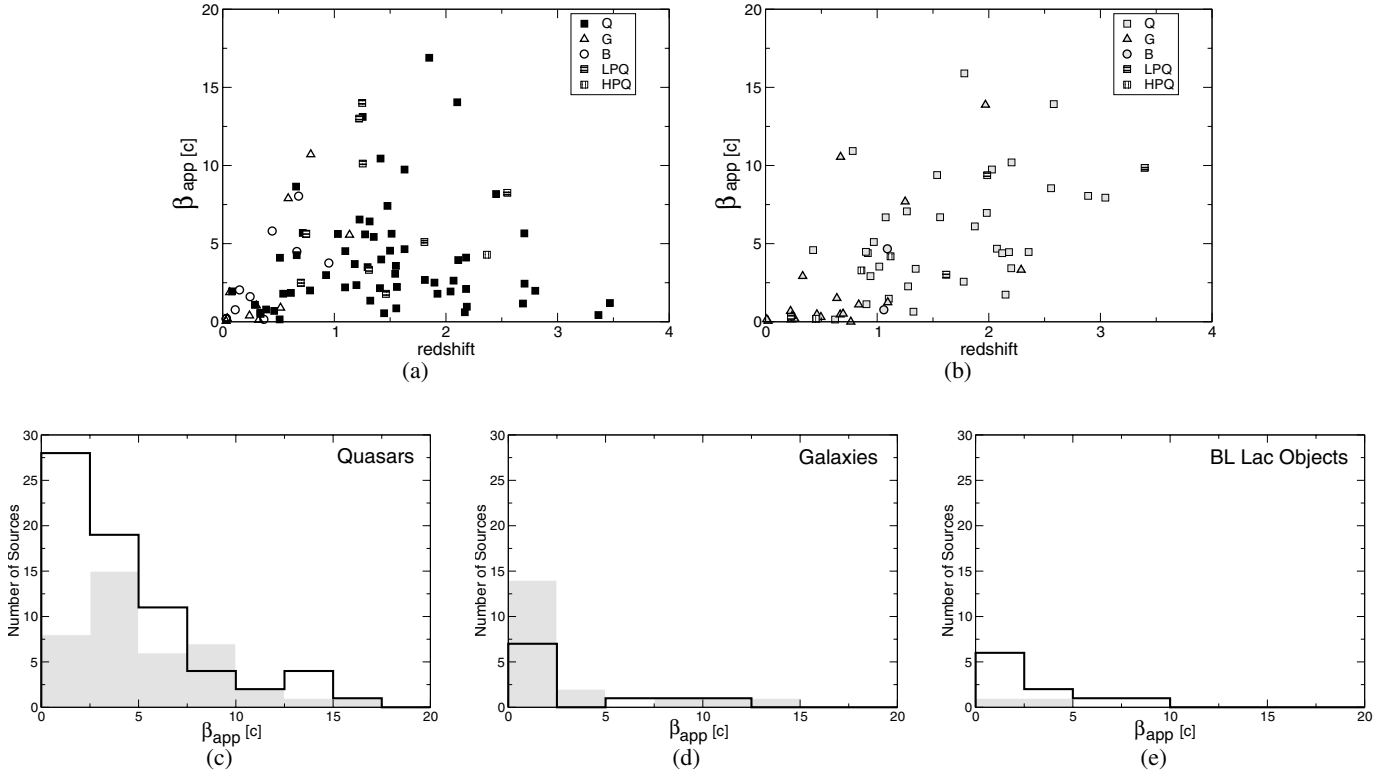 20
15
10
5
0
β app [c]
0
1
2
3
4
redshift
Q
G
B
LPQ
HPQ
(a)
20
15
10
5
0
β app [c]
0
1
2
3
4
redshift
Q
G
B
LPQ
HPQ
(b)
30
25
20
15
10
5
0
Number of Sources
Quasars
0
5
10
15
20
βapp [c]
(c)
30
25
20
15
10
5
0
Number of Sources
Galaxies
0
5
10
15
20
βapp [c]
(d)
30
25
20
15
10
5
0
Number of Sources
BL Lac Objects
0
5
10
15
20
βapp [c]
(e)